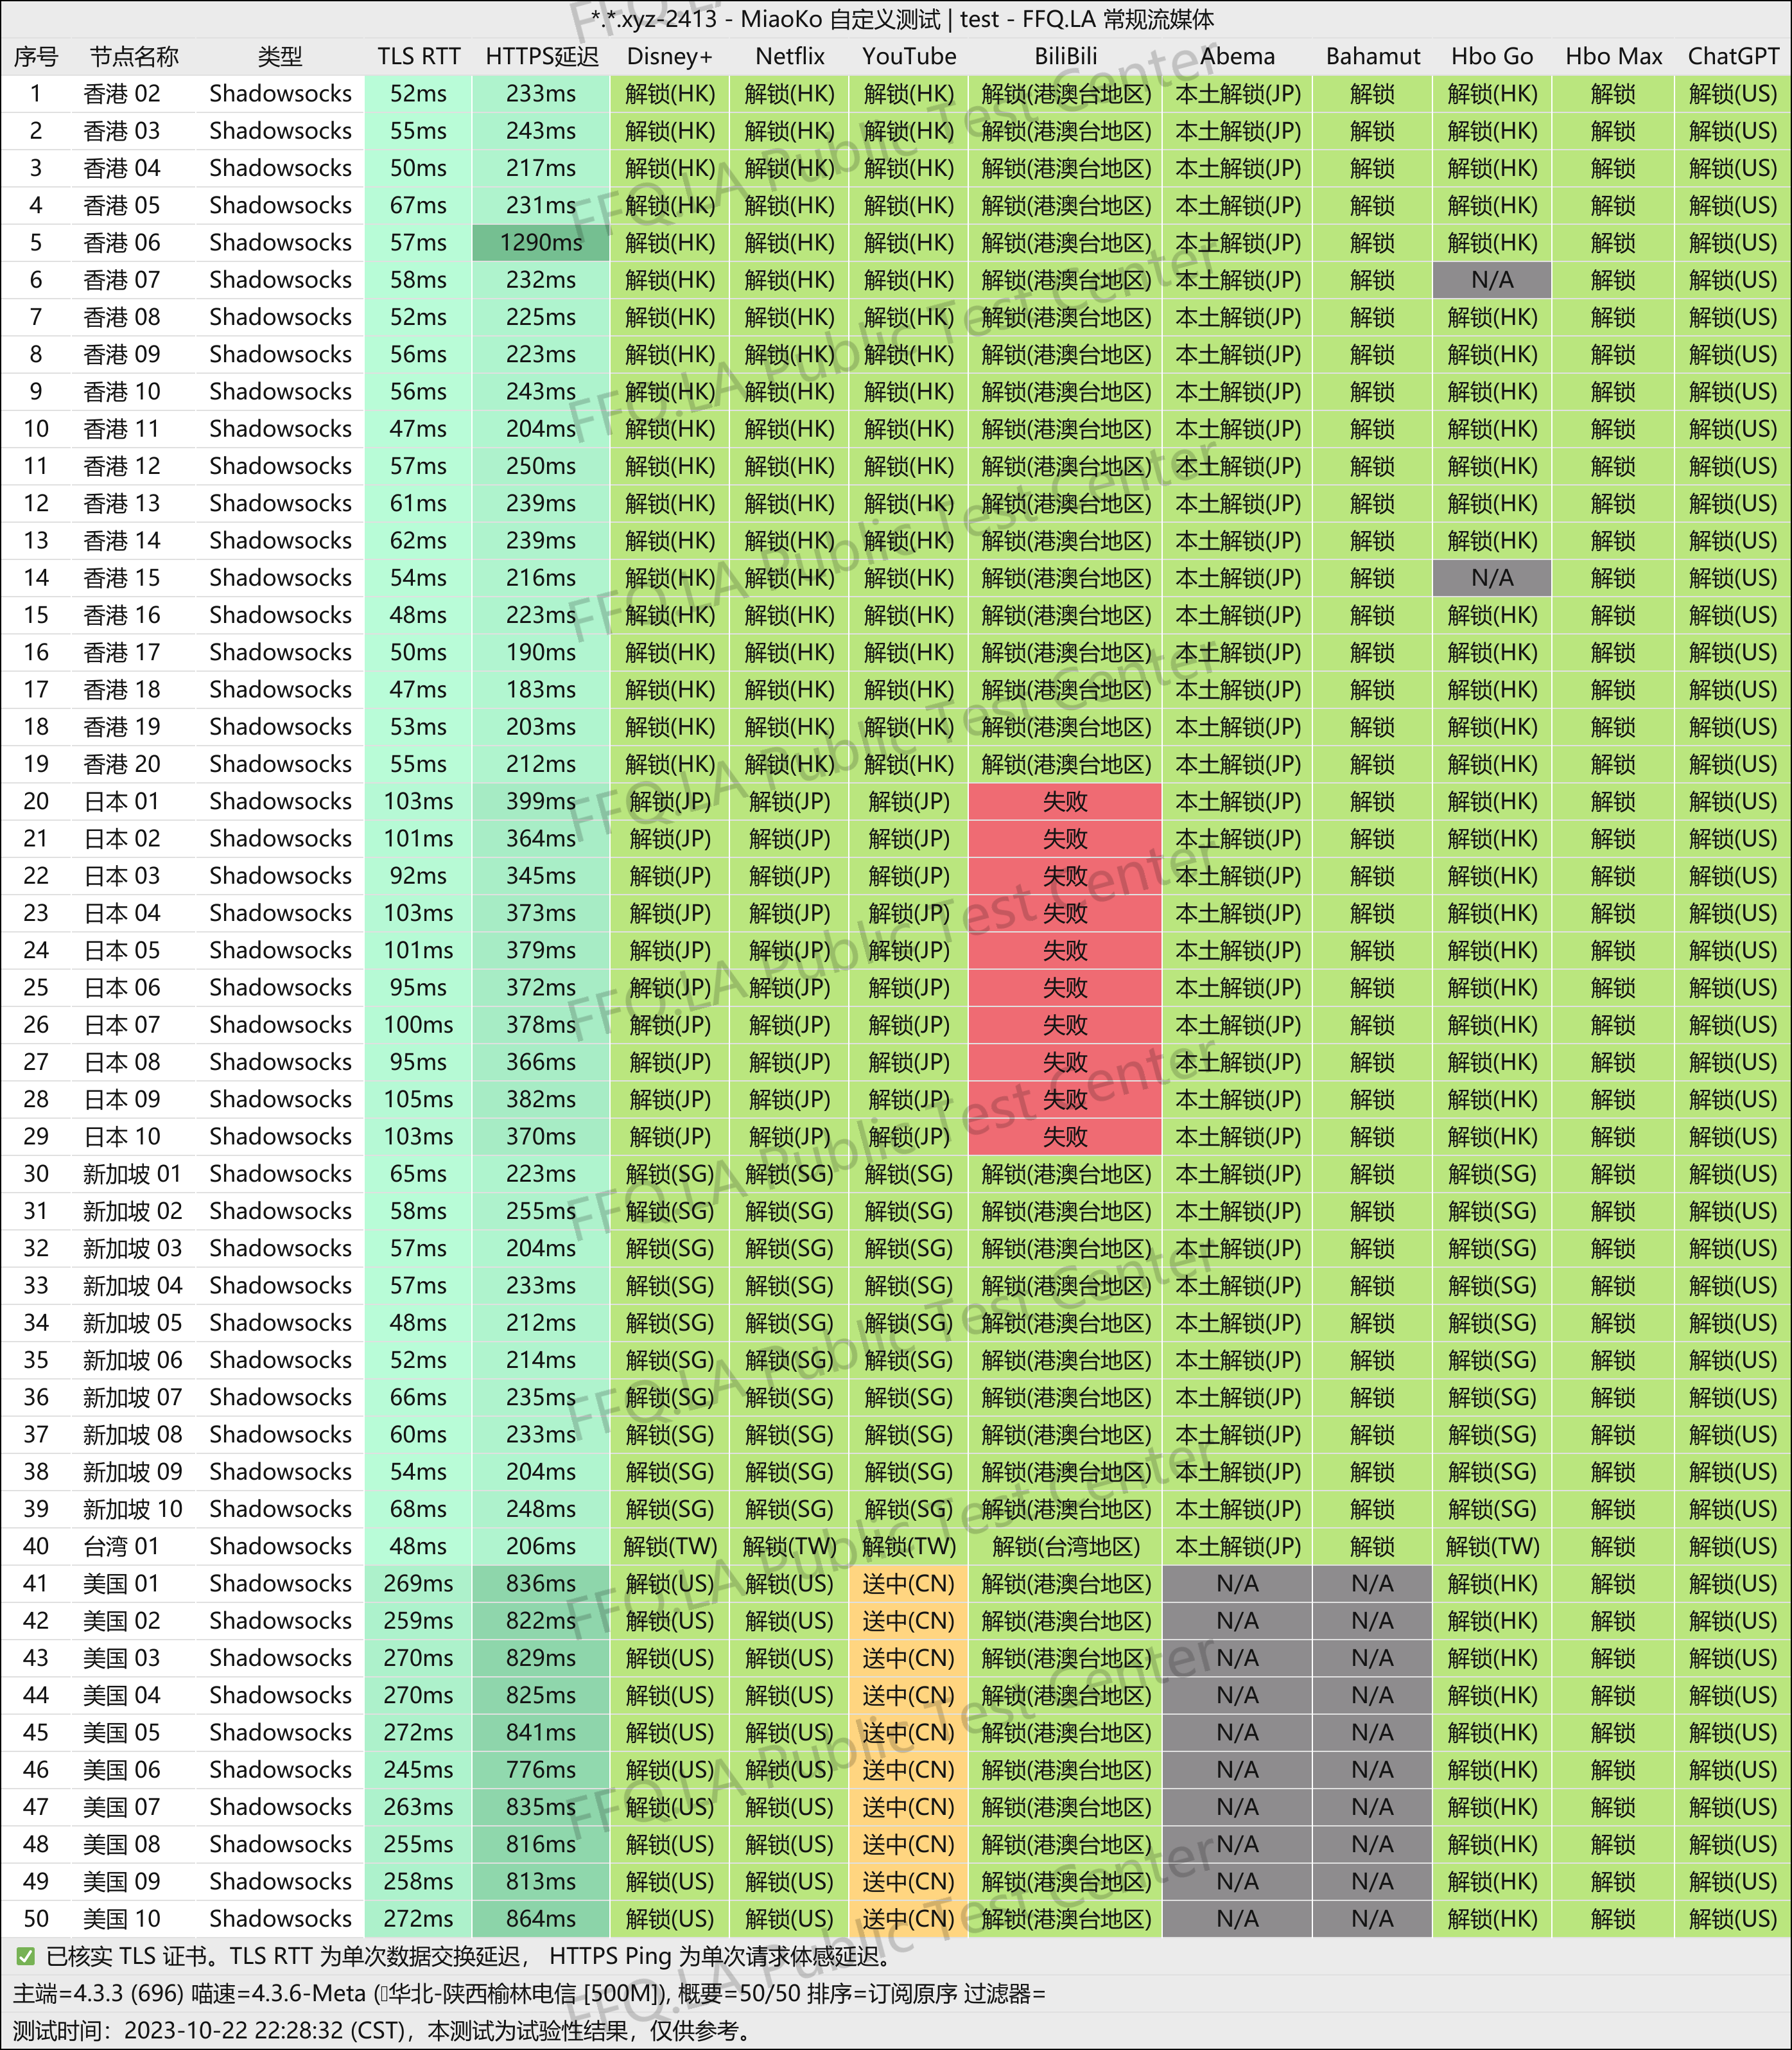 *.*.xyz-2413 - MiaoKo 自定义测试 | test - FFQ.LA 常规流媒体
序号 节点名称 类型 TLS RTT HTTPS延迟 Disney+ Netflix YouTube BiliBili Abema Bahamut Hbo Go Hbo Max ChatGPT
1 香港 02 Shadowsocks 52ms 233ms 解锁(HK) 解锁(HK) 解锁(HK) 解锁(港澳台地区) 本土解锁(JP) 解锁 解锁(HK) 解锁 解锁(US)
2 香港 03 Shadowsocks 55ms 243ms 解锁(HK) 解锁(HK) 解锁(HK) 解锁(港澳台地区) 本土解锁(JP) 解锁 解锁(HK) 解锁 解锁(US)
3 香港 04 Shadowsocks 50ms 217ms 解锁(HK) 解锁(HK) 解锁(HK) 解锁(港澳台地区) 本土解锁(JP) 解锁 解锁(HK) 解锁 解锁(US)
4 香港 05 Shadowsocks 67ms 231ms 解锁(HK) 解锁(HK) 解锁(HK) 解锁(港澳台地区) 本土解锁(JP) 解锁 解锁(HK) 解锁 解锁(US)
5 香港 06 Shadowsocks 57ms 1290ms 解锁(HK) 解锁(HK) 解锁(HK) 解锁(港澳台地区) 本土解锁(JP) 解锁 解锁(HK) 解锁 解锁(US)
6 香港 07 Shadowsocks 58ms 232ms 解锁(HK) 解锁(HK) 解锁(HK) 解锁(港澳台地区) 本土解锁(JP) 解锁 N/A 解锁 解锁(US)
7 香港 08 Shadowsocks 52ms 225ms 解锁(HK) 解锁(HK) 解锁(HK) 解锁(港澳台地区) 本土解锁(JP) 解锁 解锁(HK) 解锁 解锁(US)
8 香港 09 Shadowsocks 56ms 223ms 解锁(HK) 解锁(HK) 解锁(HK) 解锁(港澳台地区) 本土解锁(JP) 解锁 解锁(HK) 解锁 解锁(US)
9 香港 10 Shadowsocks 56ms 243ms 解锁(HK) 解锁(HK) 解锁(HK) 解锁(港澳台地区) 本土解锁(JP) 解锁 解锁(HK) 解锁 解锁(US)
10 香港 11 Shadowsocks 47ms 204ms 解锁(HK) 解锁(HK) 解锁(HK) 解锁(港澳台地区) 本土解锁(JP) 解锁 解锁(HK) 解锁 解锁(US)
11 香港 12 Shadowsocks 57ms 250ms 解锁(HK) 解锁(HK) 解锁(HK) 解锁(港澳台地区) 本土解锁(JP) 解锁 解锁(HK) 解锁 解锁(US)
12 香港 13 Shadowsocks 61ms 239ms 解锁(HK) 解锁(HK) 解锁(HK) 解锁(港澳台地区) 本土解锁(JP) 解锁 解锁(HK) 解锁 解锁(US)
13 香港 14 Shadowsocks 62ms 239ms 解锁(HK) 解锁(HK) 解锁(HK) 解锁(港澳台地区) 本土解锁(JP) 解锁 解锁(HK) 解锁 解锁(US)
14 香港 15 Shadowsocks 54ms 216ms 解锁(HK) 解锁(HK) 解锁(HK) 解锁(港澳台地区) 本土解锁(JP) 解锁 N/A 解锁 解锁(US)
15 香港 16 Shadowsocks 48ms 223ms 解锁(HK) 解锁(HK) 解锁(HK) 解锁(港澳台地区) 本土解锁(JP) 解锁 解锁(HK) 解锁 解锁(US)
16 香港 17 Shadowsocks 50ms 190ms 解锁(HK) 解锁(HK) 解锁(HK) 解锁(港澳台地区) 本土解锁(JP) 解锁 解锁(HK) 解锁 解锁(US)
17 香港 18 Shadowsocks 47ms 183ms 解锁(HK) 解锁(HK) 解锁(HK) 解锁(港澳台地区) 本土解锁(JP) 解锁 解锁(HK) 解锁 解锁(US)
18 香港 19 Shadowsocks 53ms 203ms 解锁(HK) 解锁(HK) 解锁(HK) 解锁(港澳台地区) 本土解锁(JP) 解锁 解锁(HK) 解锁 解锁(US)
19 香港 20 Shadowsocks 55ms 212ms 解锁(HK) 解锁(HK) 解锁(HK) 解锁(港澳台地区) 本土解锁(JP) 解锁 解锁(HK) 解锁 解锁(US)
20 日本 01 Shadowsocks 103ms 399ms 解锁(JP) 解锁(JP) 解锁(JP) 失败 本土解锁(JP) 解锁 解锁(HK) 解锁 解锁(US)
21 日本 02 Shadowsocks 101ms 364ms 解锁(JP) 解锁(JP) 解锁(JP) 失败 本土解锁(JP) 解锁 解锁(HK) 解锁 解锁(US)
22 日本 03 Shadowsocks 92ms 345ms 解锁(JP) 解锁(JP) 解锁(JP) 失败 本土解锁(JP) 解锁 解锁(HK) 解锁 解锁(US)
23 日本 04 Shadowsocks 103ms 373ms 解锁(JP) 解锁(JP) 解锁(JP) 失败 本土解锁(JP) 解锁 解锁(HK) 解锁 解锁(US)
24 日本 05 Shadowsocks 101ms 379ms 解锁(JP) 解锁(JP) 解锁(JP) 失败 本土解锁(JP) 解锁 解锁(HK) 解锁 解锁(US)
25 日本 06 Shadowsocks 95ms 372ms 解锁(JP) 解锁(JP) 解锁(JP) 失败 本土解锁(JP) 解锁 解锁(HK) 解锁 解锁(US)
26 日本 07 Shadowsocks 100ms 378ms 解锁(JP) 解锁(JP) 解锁(JP) 失败 本土解锁(JP) 解锁 解锁(HK) 解锁 解锁(US)
27 日本 08 Shadowsocks 95ms 366ms 解锁(JP) 解锁(JP) 解锁(JP) 失败 本土解锁(JP) 解锁 解锁(HK) 解锁 解锁(US)
28 日本 09 Shadowsocks 105ms 382ms 解锁(JP) 解锁(JP) 解锁(JP) 失败 本土解锁(JP) 解锁 解锁(HK) 解锁 解锁(US)
29 日本 10 Shadowsocks 103ms 370ms 解锁(JP) 解锁(JP) 解锁(JP) 失败 本土解锁(JP) 解锁 解锁(HK) 解锁 解锁(US)
30 新加坡 01 Shadowsocks 65ms 223ms 解锁(SG) 解锁(SG) 解锁(SG) 解锁(港澳台地区) 本土解锁(JP) 解锁 解锁(SG) 解锁 解锁(US)
31 新加坡 02 Shadowsocks 58ms 255ms 解锁(SG) 解锁(SG) 解锁(SG) 解锁(港澳台地区) 本土解锁(JP) 解锁 解锁(SG) 解锁 解锁(US)
32 新加坡 03 Shadowsocks 57ms 204ms 解锁(SG) 解锁(SG) 解锁(SG) 解锁(港澳台地区) 本土解锁(JP) 解锁 解锁(SG) 解锁 解锁(US)
33 新加坡 04 Shadowsocks 57ms 233ms 解锁(SG) 解锁(SG) 解锁(SG) 解锁(港澳台地区) 本土解锁(JP) 解锁 解锁(SG) 解锁 解锁(US)
34 新加坡 05 Shadowsocks 48ms 212ms 解锁(SG) 解锁(SG) 解锁(SG) 解锁(港澳台地区) 本土解锁(JP) 解锁 解锁(SG) 解锁 解锁(US)
35 新加坡 06 Shadowsocks 52ms 214ms 解锁(SG) 解锁(SG) 解锁(SG) 解锁(港澳台地区) 本土解锁(JP) 解锁 解锁(SG) 解锁 解锁(US)
36 新加坡 07 Shadowsocks 66ms 235ms 解锁(SG) 解锁(SG) 解锁(SG) 解锁(港澳台地区) 本土解锁(JP) 解锁 解锁(SG) 解锁 解锁(US)
37 新加坡 08 Shadowsocks 60ms 233ms 解锁(SG) 解锁(SG) 解锁(SG) 解锁(港澳台地区) 本土解锁(JP) 解锁 解锁(SG) 解锁 解锁(US)
38 新加坡 09 Shadowsocks 54ms 204ms 解锁(SG) 解锁(SG) 解锁(SG) 解锁(港澳台地区) 本土解锁(JP) 解锁 解锁(SG) 解锁 解锁(US)
39 新加坡 10 Shadowsocks 68ms 248ms 解锁(SG) 解锁(SG) 解锁(SG) 解锁(港澳台地区) 本土解锁(JP) 解锁 解锁(SG) 解锁 解锁(US)
40 台湾 01 Shadowsocks 48ms 206ms 解锁(TW) 解锁(TW) 解锁(TW) 解锁(台湾地区) 本土解锁(JP) 解锁 解锁(TW) 解锁 解锁(US)
41 美国 01 Shadowsocks 269ms 836ms 解锁(US) 解锁(US) 送中(CN) 解锁(港澳台地区) N/A N/A 解锁(HK) 解锁 解锁(US)
42 美国 02 Shadowsocks 259ms 822ms 解锁(US) 解锁(US) 送中(CN) 解锁(港澳台地区) N/A N/A 解锁(HK) 解锁 解锁(US)
43 美国 03 Shadowsocks 270ms 829ms 解锁(US) 解锁(US) 送中(CN) 解锁(港澳台地区) N/A N/A 解锁(HK) 解锁 解锁(US)
44 美国 04 Shadowsocks 270ms 825ms 解锁(US) 解锁(US) 送中(CN) 解锁(港澳台地区) N/A N/A 解锁(HK) 解锁 解锁(US)
45 美国 05 Shadowsocks 272ms 841ms 解锁(US) 解锁(US) 送中(CN) 解锁(港澳台地区) N/A N/A 解锁(HK) 解锁 解锁(US)
46 美国 06 Shadowsocks 245ms 776ms 解锁(US) 解锁(US) 送中(CN) 解锁(港澳台地区) N/A N/A 解锁(HK) 解锁 解锁(US)
47 美国 07 Shadowsocks 263ms 835ms 解锁(US) 解锁(US) 送中(CN) 解锁(港澳台地区) N/A N/A 解锁(HK) 解锁 解锁(US)
48 美国 08 Shadowsocks 255ms 816ms 解锁(US) 解锁(US) 送中(CN) 解锁(港澳台地区) N/A N/A 解锁(HK) 解锁 解锁(US)
49 美国 09 Shadowsocks 258ms 813ms 解锁(US) 解锁(US) 送中(CN) 解锁(港澳台地区) N/A N/A 解锁(HK) 解锁 解锁(US)
50 美国 10 Shadowsocks 272ms 864ms 解锁(US) 解锁(US) 送中(CN) 解锁(港澳台地区) N/A N/A 解锁(HK) 解锁 解锁(US)
✅ 已核实 TLS 证书。TLS RTT 为单次数据交换延迟， HTTPS Ping 为单次请求体感延迟。
主端=4.3.3 (696) 喵速=4.3.6-Meta (华北-陕西榆林电信 [500M]), 概要=50/50 排序=订阅原序 过滤器=
测试时间：2023-10-22 22:28:32 (CST)，本测试为试验性结果，仅供参考。
FFQ.LA Public Test Center